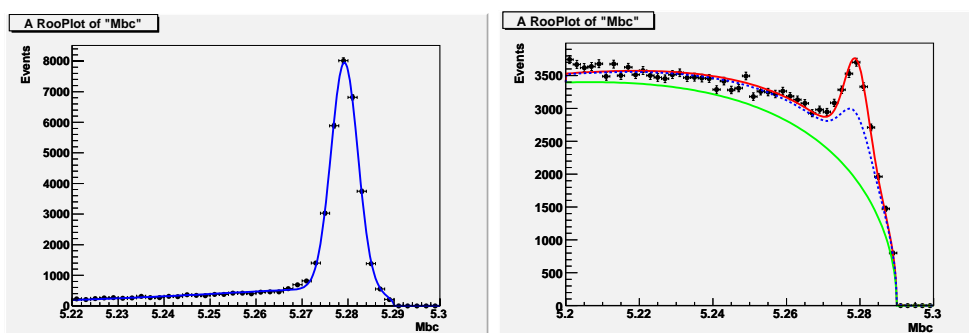 A RooPlot of "Mbc"
Events
8000
7000
6000
5000
4000
3000
2000
1000
0
5.22 5.23 5.24 5.25 5.26 5.27 5.28 5.29 5.3
Mbc
A RooPlot of "Mbc"
Events
3500
3000
2500
2000
1500
1000
500
0
5.2 5.22 5.24 5.26 5.28 5.3
Mbc